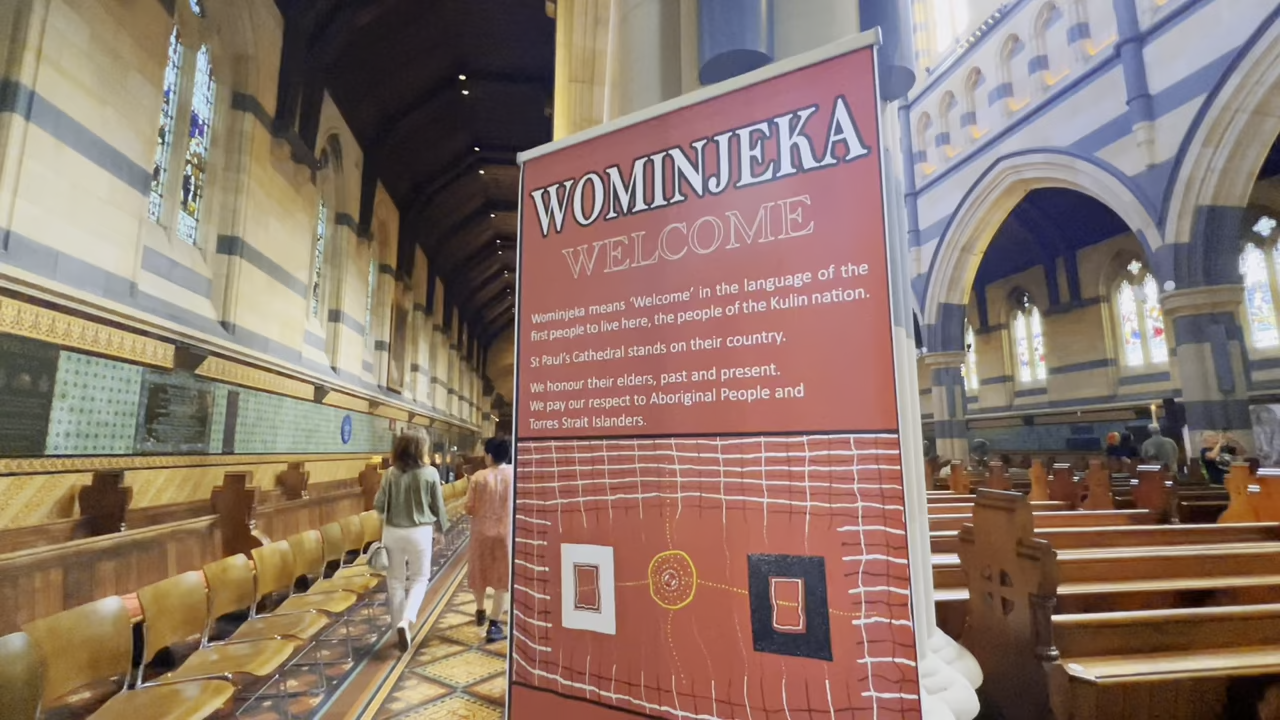 WOMINJEKA
WELCOME
Wominjeka means 'Welcome' in the language of the
first people to live here, the people of the Kulin nation.
St Paul's Cathedral stands on their country.
We honour their elders, past and present.
We pay our respect to Aboriginal People and
Torres Strait Islanders.